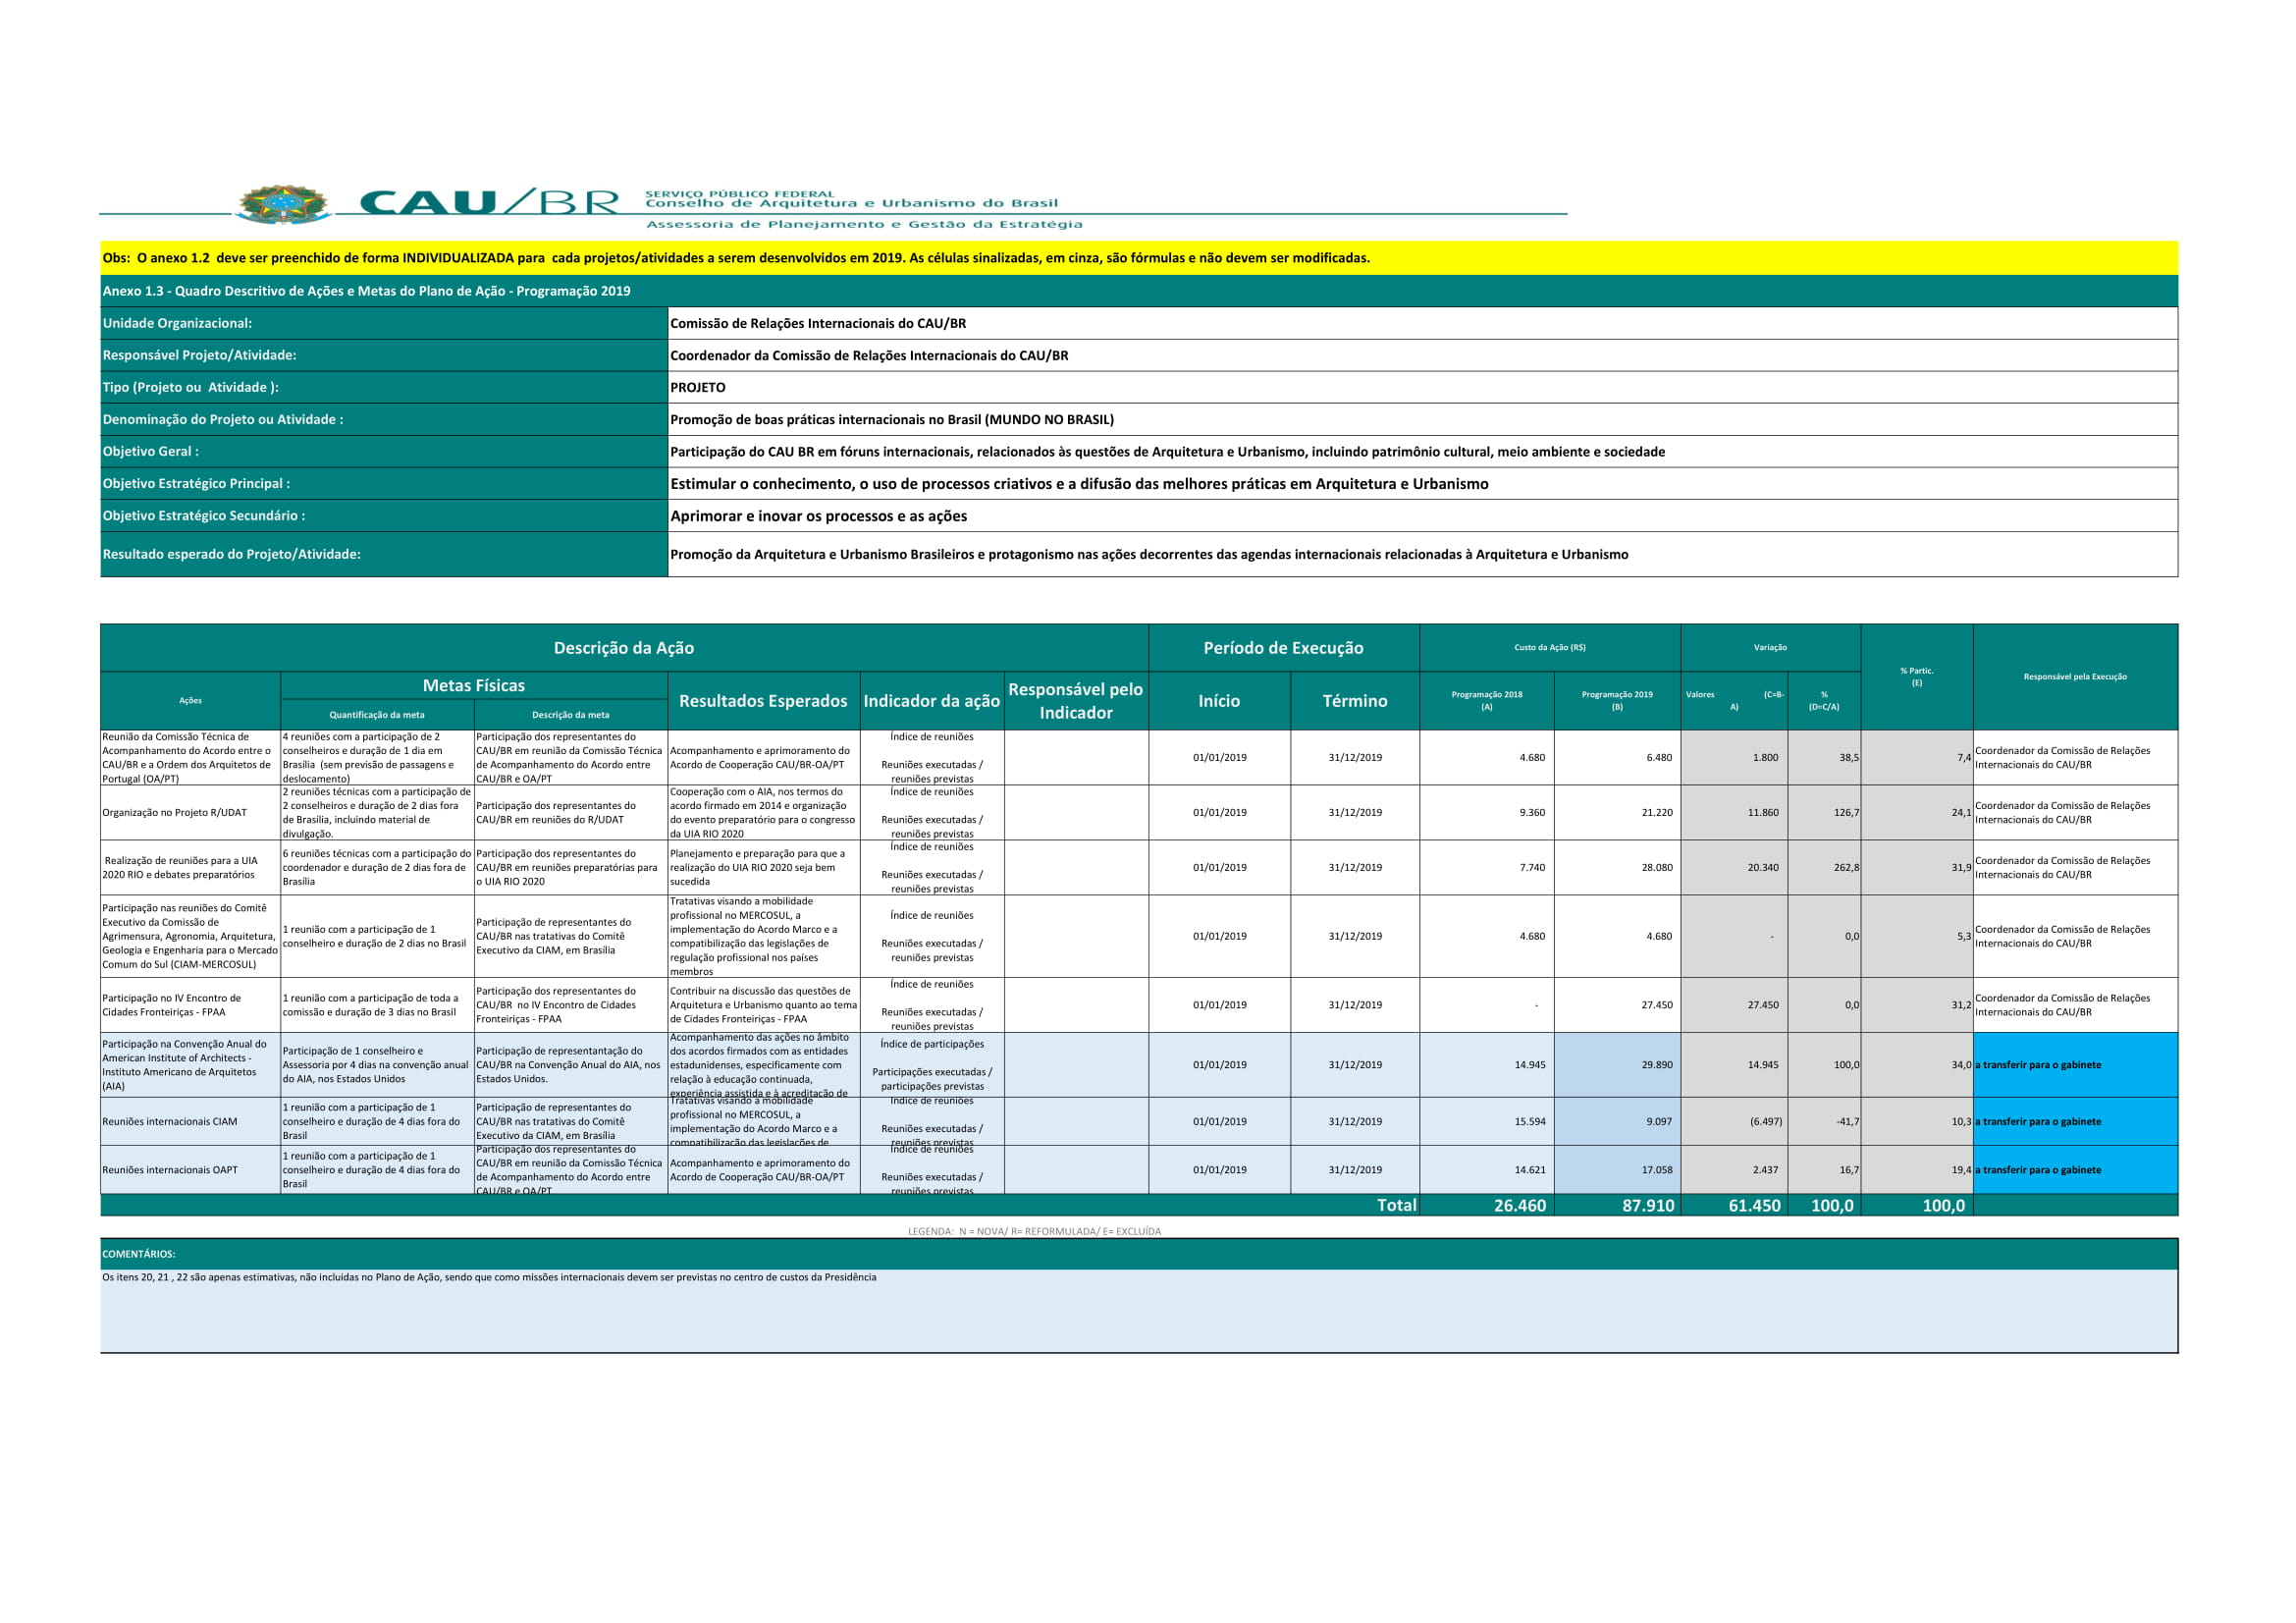 CAU/BR
SERVIÇO PÚBLICO FEDERAL
Conselho de Arquitetura e Urbanismo do Brasil
Assessoria de Planejamento e Gestão da Estratégia
Obs: O anexo 1.2 deve ser preenchido de forma INDIVIDUALIZADA para cada projetos/atividades a serem desenvolvidos em 2019. As células sinalizadas, em cinza, são fórmulas e não devem ser modificadas.
Anexo 1.3 - Quadro Descritivo de Ações e Metas do Plano de Ação - Programação 2019
Unidade Organizacional: Comissão de Relações Internacionais do CAU/BR
Responsável Projeto/Atividade: Coordenador da Comissão de Relações Internacionais do CAU/BR
Tipo (Projeto ou Atividade ): PROJETO
Denominação do Projeto ou Atividade : Promoção de boas práticas internacionais no Brasil (MUNDO NO BRASIL)
Objetivo Geral : Participação do CAU BR em fóruns internacionais, relacionados às questões de Arquitetura e Urbanismo, incluindo patrimônio cultural, meio ambiente e sociedade
Objetivo Estratégico Principal : Estimular o conhecimento, o uso de processos criativos e a difusão das melhores práticas em Arquitetura e Urbanismo
Objetivo Estratégico Secundário : Aprimorar e inovar os processos e as ações
Resultado esperado do Projeto/Atividade: Promoção da Arquitetura e Urbanismo Brasileiros e protagonismo nas ações decorrentes das agendas internacionais relacionadas à Arquitetura e Urbanismo
Descrição da Ação
Período de Execução
Custo da Ação (R$)
Variação
% Partic.
(E)
Responsável pela Execução
Ações
Metas Físicas
Quantificação da meta
Descrição da meta
Resultados Esperados
Indicador da ação
Responsável pelo
Indicador
Início
Término
Programação 2018
(A)
Programação 2019
(B)
Valores (C=B-
A)
%
(D=C/A)
Reunião da Comissão Técnica de
Acompanhamento do Acordo entre o
CAU/BR e a Ordem dos Arquitetos de
Portugal (OA/PT)
4 reuniões com a participação de 2
conselheiros e duração de 1 dia em
Brasília (sem previsão de passagens e
deslocamento)
Participação dos representantes do
CAU/BR em reunião da Comissão Técnica
de Acompanhamento do Acordo entre
CAU/BR e OA/PT
Acompanhamento e aprimoramento do
Acordo de Cooperação CAU/BR-OA/PT
Índice de reuniões
Reuniões executadas /
reuniões previstas
01/01/2019
31/12/2019
4.680
6.480
1.800
38,5
7,4
Coordenador da Comissão de Relações
Internacionais do CAU/BR
Organização no Projeto R/UDAT
2 reuniões técnicas com a participação de
2 conselheiros e duração de 2 dias fora
de Brasília, incluindo material de
divulgação.
Participação dos representantes do
CAU/BR em reuniões do R/UDAT
Cooperação com o AIA, nos termos do
acordo firmado em 2014 e organização
do evento preparatório para o congresso
da UIA RIO 2020
Índice de reuniões
Reuniões executadas /
reuniões previstas
01/01/2019
31/12/2019
9.360
21.220
11.860
126,7
24,1
Coordenador da Comissão de Relações
Internacionais do CAU/BR
Realização de reuniões para a UIA
2020 RIO e debates preparatórios
6 reuniões técnicas com a participação do
coordenador e duração de 2 dias fora de
Brasília
Participação dos representantes do
CAU/BR em reuniões preparatórias para
o UIA RIO 2020
Planejamento e preparação para que a
realização do UIA RIO 2020 seja bem
sucedida
Índice de reuniões
Reuniões executadas /
reuniões previstas
01/01/2019
31/12/2019
7.740
28.080
20.340
262,8
31,9
Coordenador da Comissão de Relações
Internacionais do CAU/BR
Participação nas reuniões do Comitê
Executivo da Comissão de
Agrimensura, Agronomia, Arquitetura,
Geologia e Engenharia para o Mercado
Comum do Sul (CIAM-MERCOSUL)
1 reunião com a participação de 1
conselheiro e duração de 2 dias no Brasil
Participação de representantes do
CAU/BR nas tratativas do Comitê
Executivo da CIAM, em Brasília
Tratativas visando a mobilidade
profissional no MERCOSUL, a
implementação do Acordo Marco e a
compatibilização das legislações de
regulação profissional nos países
membros
Índice de reuniões
Reuniões executadas /
reuniões previstas
01/01/2019
31/12/2019
4.680
4.680
-
0,0
5,3
Coordenador da Comissão de Relações
Internacionais do CAU/BR
Participação no IV Encontro de
Cidades Fronteiriças - FPAA
1 reunião com a participação de toda a
comissão e duração de 3 dias no Brasil
Participação dos representantes do
CAU/BR no IV Encontro de Cidades
Fronteiriças - FPAA
Contribuir na discussão das questões de
Arquitetura e Urbanismo quanto ao tema
de Cidades Fronteiriças - FPAA
Índice de reuniões
Reuniões executadas /
reuniões previstas
01/01/2019
31/12/2019
-
27.450
27.450
0,0
31,2
Coordenador da Comissão de Relações
Internacionais do CAU/BR
Participação na Convenção Anual do
American Institute of Architects -
Instituto Americano de Arquitetos
(AIA)
Participação de 1 conselheiro e
Assessoria por 4 dias na convenção anual
do AIA, nos Estados Unidos
Participação de representantação do
CAU/BR na Convenção Anual do AIA, nos
Estados Unidos.
Acompanhamento das ações no âmbito
dos acordos firmados com as entidades
estadunidenses, especificamente com
relação à educação continuada,
experiência assistida e à acreditação de
Índice de participações
Participações executadas /
participações previstas
01/01/2019
31/12/2019
14.945
29.890
14.945
100,0
34,0
a transferir para o gabinete
Reuniões internacionais CIAM
1 reunião com a participação de 1
conselheiro e duração de 4 dias fora do
Brasil
Participação de representantes do
CAU/BR nas tratativas do Comitê
Executivo da CIAM, em Brasília
Tratativas visando a mobilidade
profissional no MERCOSUL, a
implementação do Acordo Marco e a
compatibilização das legislações de
Índice de reuniões
Reuniões executadas /
reuniões previstas
01/01/2019
31/12/2019
15.594
9.097
(6.497)
-41,7
10,3
a transferir para o gabinete
Reuniões internacionais OAPT
1 reunião com a participação de 1
conselheiro e duração de 4 dias fora do
Brasil
Participação dos representantes do
CAU/BR em reunião da Comissão Técnica
de Acompanhamento do Acordo entre
CAU/BR e OA/PT
Acompanhamento e aprimoramento do
Acordo de Cooperação CAU/BR-OA/PT
Índice de reuniões
Reuniões executadas /
reuniões previstas
01/01/2019
31/12/2019
14.621
17.058
2.437
16,7
19,4
a transferir para o gabinete
Total 26.460 87.910 61.450 100,0 100,0
LEGENDA: N = NOVA/ R= REFORMULADA/ E= EXCLUÍDA
COMENTÁRIOS:
Os itens 20, 21 , 22 são apenas estimativas, não incluidas no Plano de Ação, sendo que como missões internacionais devem ser previstas no centro de custos da Presidência